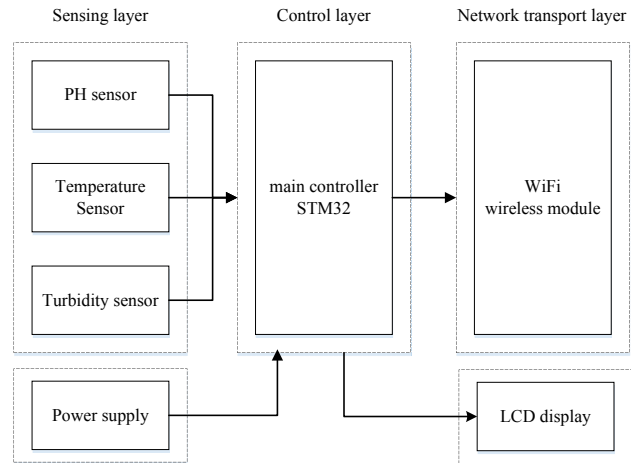 Sensing layer
Control layer
Network transport layer
PH sensor
Temperature
Sensor
Turbidity sensor
main controller
STM32
WiFi
wireless module
Power supply
LCD display